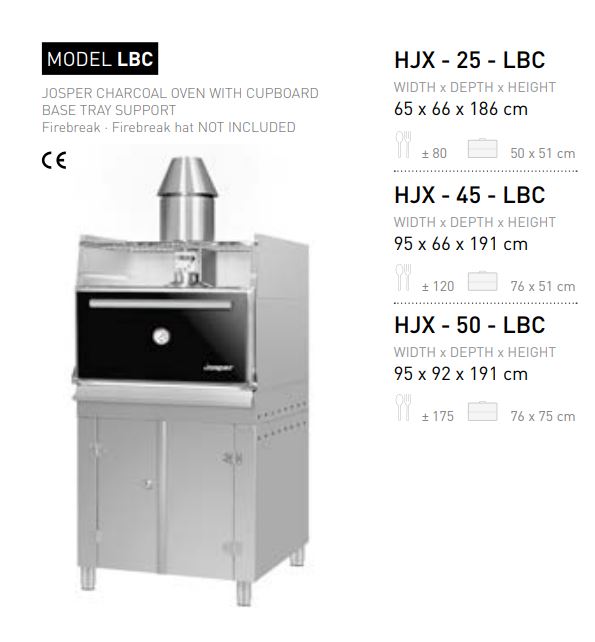 MODEL LBC
JOSPER CHARCOAL OVEN WITH CUPBOARD
BASE TRAY SUPPORT
Firebreak · Firebreak hat NOT INCLUDED
CE
Josper
HJX - 25 - LBC
WIDTH x DEPTH x HEIGHT
65 x 66 x 186 cm
± 80 50 x 51 cm
HJX - 45 - LBC
WIDTH x DEPTH x HEIGHT
95 x 66 x 191 cm
± 120 76 x 51 cm
HJX - 50 - LBC
WIDTH x DEPTH x HEIGHT
95 x 92 x 191 cm
± 175 76 x 75 cm